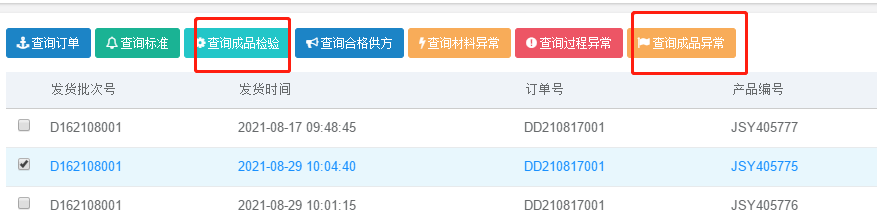 查询订单 查询标准 查询成品检验 查询合格供方 查询材料异常 查询过程异常 查询成品异常
发货批次号 发货时间 订单号 产品编号
D162108001 2021-08-17 09:48:45 DD210817001 JSY405777
D162108001 2021-08-29 10:04:40 DD210817001 JSY405775
D162108001 2021-08-29 10:01:15 DD210817001 JSY405776